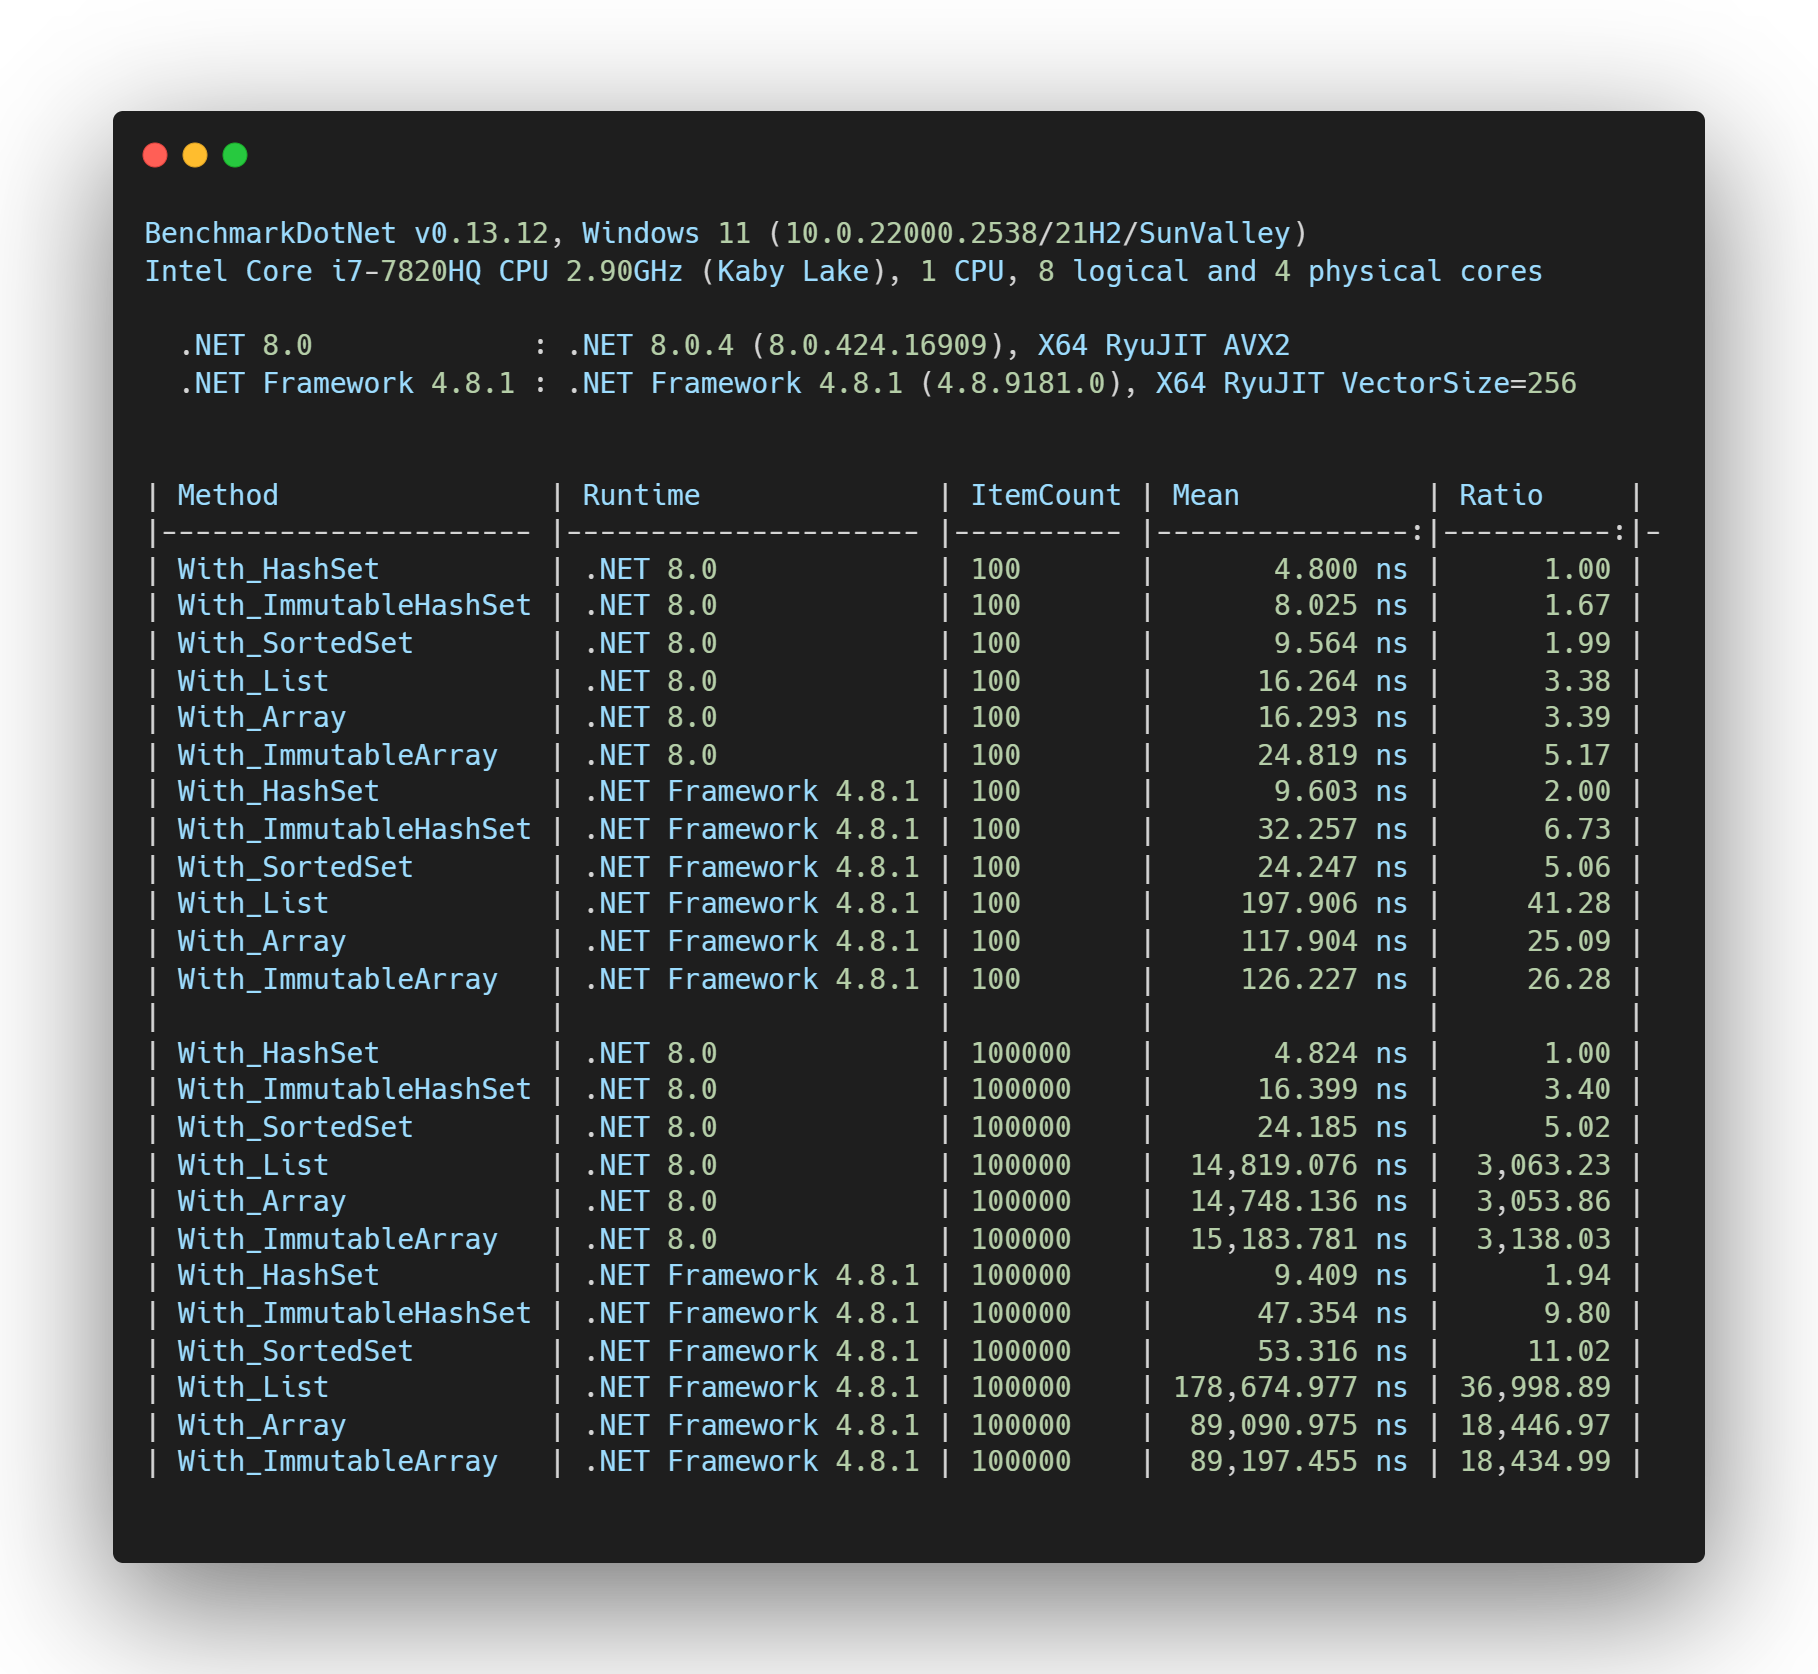 BenchmarkDotNet v0.13.12, Windows 11 (10.0.22000.2538/21H2/SunValley)
Intel Core i7-7820HQ CPU 2.90GHz (Kaby Lake), 1 CPU, 8 logical and 4 physical cores
  .NET 8.0             : .NET 8.0.4 (8.0.424.16909), X64 RyuJIT AVX2
  .NET Framework 4.8.1 : .NET Framework 4.8.1 (4.8.9181.0), X64 RyuJIT VectorSize=256
| Method                | Runtime              | ItemCount | Mean           | Ratio     |
|---------------------- |--------------------- |---------- |---------------:|----------:|-
| With_HashSet          | .NET 8.0             | 100       |       4.800 ns |      1.00 |
| With_ImmutableHashSet | .NET 8.0             | 100       |       8.025 ns |      1.67 |
| With_SortedSet        | .NET 8.0             | 100       |       9.564 ns |      1.99 |
| With_List             | .NET 8.0             | 100       |      16.264 ns |      3.38 |
| With_Array            | .NET 8.0             | 100       |      16.293 ns |      3.39 |
| With_ImmutableArray   | .NET 8.0             | 100       |      24.819 ns |      5.17 |
| With_HashSet          | .NET Framework 4.8.1 | 100       |       9.603 ns |      2.00 |
| With_ImmutableHashSet | .NET Framework 4.8.1 | 100       |      32.257 ns |      6.73 |
| With_SortedSet        | .NET Framework 4.8.1 | 100       |      24.247 ns |      5.06 |
| With_List             | .NET Framework 4.8.1 | 100       |     197.906 ns |     41.28 |
| With_Array            | .NET Framework 4.8.1 | 100       |     117.904 ns |     25.09 |
| With_ImmutableArray   | .NET Framework 4.8.1 | 100       |     126.227 ns |     26.28 |
|                       |                      |           |                |           |
| With_HashSet          | .NET 8.0             | 100000    |       4.824 ns |      1.00 |
| With_ImmutableHashSet | .NET 8.0             | 100000    |      16.399 ns |      3.40 |
| With_SortedSet        | .NET 8.0             | 100000    |      24.185 ns |      5.02 |
| With_List             | .NET 8.0             | 100000    |  14,819.076 ns |  3,063.23 |
| With_Array            | .NET 8.0             | 100000    |  14,748.136 ns |  3,053.86 |
| With_ImmutableArray   | .NET 8.0             | 100000    |  15,183.781 ns |  3,138.03 |
| With_HashSet          | .NET Framework 4.8.1 | 100000    |       9.409 ns |      1.94 |
| With_ImmutableHashSet | .NET Framework 4.8.1 | 100000    |      47.354 ns |      9.80 |
| With_SortedSet        | .NET Framework 4.8.1 | 100000    |      53.316 ns |     11.02 |
| With_List             | .NET Framework 4.8.1 | 100000    | 178,674.977 ns | 36,998.89 |
| With_Array            | .NET Framework 4.8.1 | 100000    |  89,090.975 ns | 18,446.97 |
| With_ImmutableArray   | .NET Framework 4.8.1 | 100000    |  89,197.455 ns | 18,434.99 |